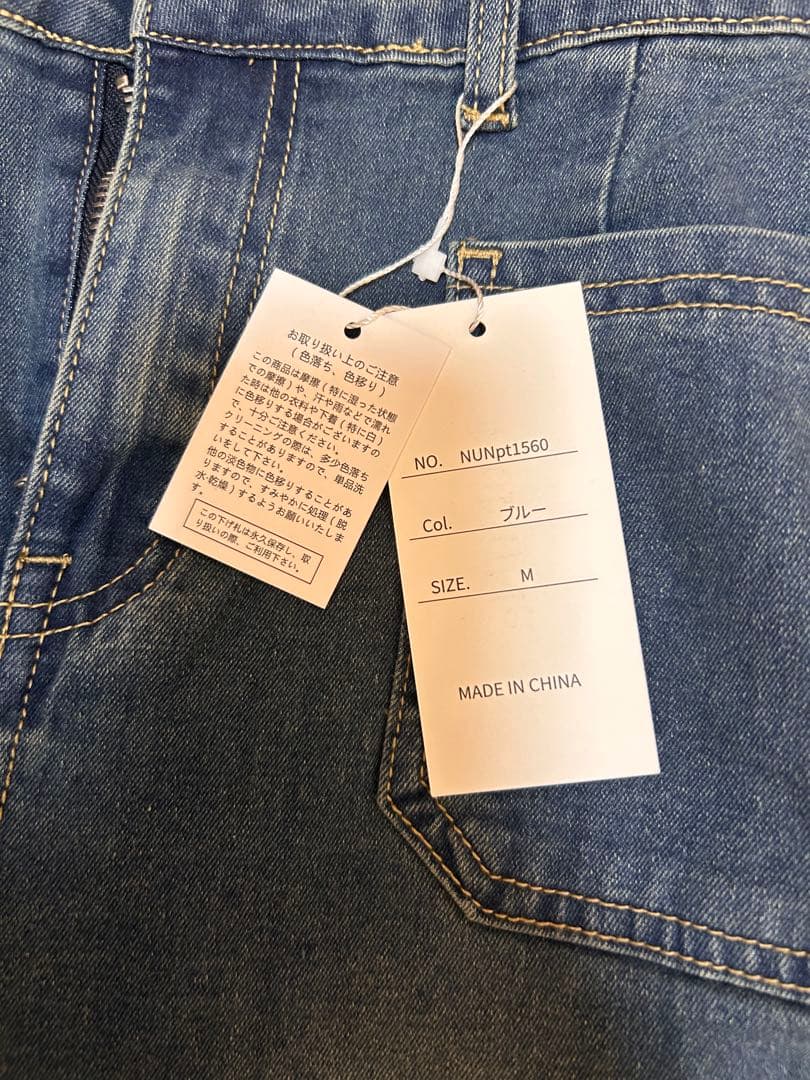 お取り扱い上のご注意
(色落ち、色移り)
この商品は摩擦(特に湿った状態
での摩擦)や、汗や雨などで濡れ
た時は他の衣料や下着(特に白)
に色移りする場合がございますの
で、十分ご注意ください。
クリーニングの際は、多少色落ち
することがありますので、単品洗
いをして下さい。
他の淡色物に色移りすることがあ
りますので、すみやかに処理(脱
水·乾燥)するようお願いいたしま
す。
この下げ札は永久保存し、取
り扱いの際、ご利用下さい。
NO. NUNpt1560
Col. ブルー
SIZE. M
MADE IN CHINA